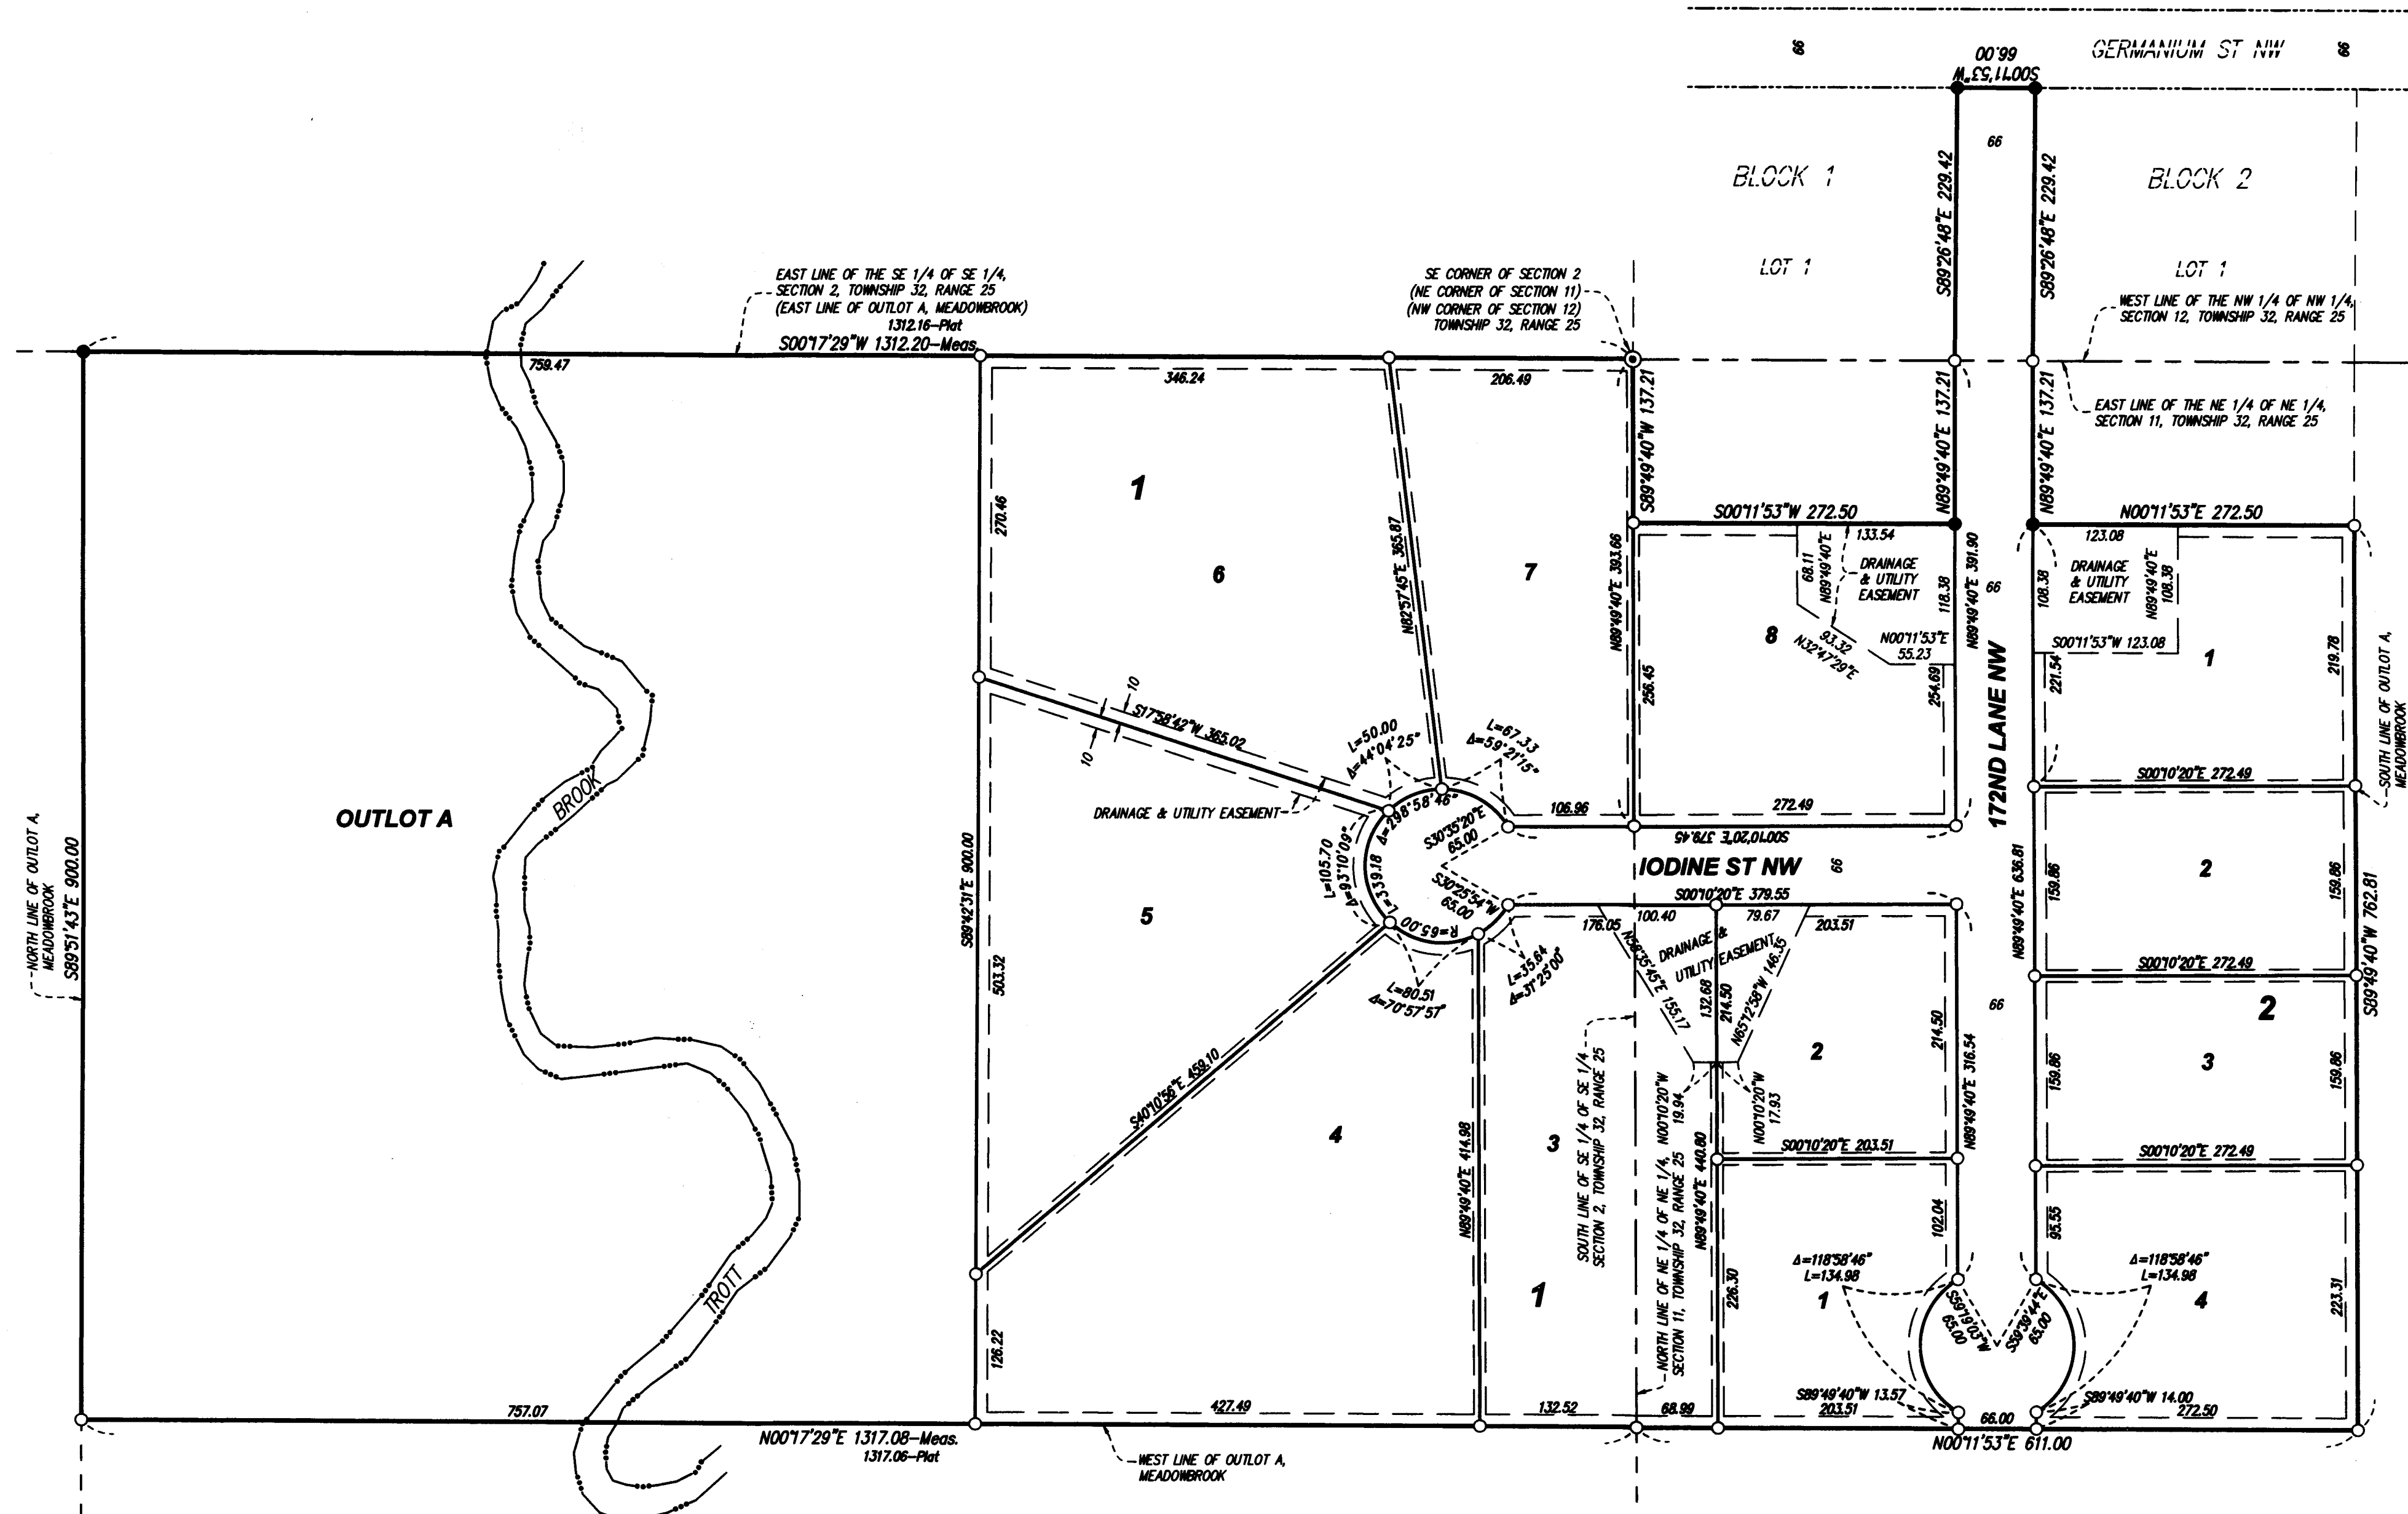 66
GERMANIUM ST NW
66
66.00
S00°11'53"W
66
BLOCK 1
BLOCK 2
S89°26'48"E 229.42
S89°26'48"E 229.42
LOT 1
LOT 1
EAST LINE OF THE SE 1/4 OF SE 1/4,
SECTION 2, TOWNSHIP 32, RANGE 25
(EAST LINE OF OUTLOT A, MEADOWBROOK)
1312.16-Plat
S00°17'29"W 1312.20-Meas.
SE CORNER OF SECTION 2
(NE CORNER OF SECTION 11)
(NW CORNER OF SECTION 12)
TOWNSHIP 32, RANGE 25
WEST LINE OF THE NW 1/4 OF NW 1/4,
SECTION 12, TOWNSHIP 32, RANGE 25
759.47
346.24
206.49
S89°49'40"W 137.21
N89°49'40"E 137.21
N89°49'40"E 137.21
EAST LINE OF THE NE 1/4 OF NE 1/4,
SECTION 11, TOWNSHIP 32, RANGE 25
1
270.46
6
N82°57'45"E 365.87
7
N89°49'40"E 393.66
256.45
S00°11'53"W 272.50
133.54
68.11
N89°49'40"E
DRAINAGE
& UTILITY
EASEMENT
118.38
N89°49'40"E 391.90
66
8
93.32
N32°47'29"E
N00°11'53"E
55.23
254.69
172ND LANE NW
N00°11'53"E 272.50
123.08
108.38
DRAINAGE
& UTILITY
EASEMENT
N89°49'40"E
108.38
S00°11'53"W 123.08
221.54
1
219.78
SOUTH LINE OF OUTLOT A,
MEADOWBROOK
S00°10'20"E 272.49
10
10
S17°58'42"W 365.02
DRAINAGE & UTILITY EASEMENT
L=50.00
Δ=44°04'25"
L=67.33
Δ=59°21'15"
106.96
272.49
S00°10'20"E 379.45
OUTLOT A
BROOK
NORTH LINE OF OUTLOT A,
MEADOWBROOK
S89°51'43"E 900.00
S89°42'31"E 900.00
5
503.32
L=105.70
Δ=93°10'09"
Δ=298°58'46"
L=339.18
R=65.00
S30°35'20"E
65.00
S30°25'54"W
65.00
IODINE ST NW
66
S00°10'20"E 379.55
N89°49'40"E 636.81
159.86
2
159.86
S89°49'40"W 762.81
S00°10'20"E 272.49
2
66
L=80.51
Δ=70°57'57"
L=35.64
Δ=31°25'00"
176.05
100.40
79.67
203.51
N58°35'45"E 155.17
DRAINAGE &
UTILITY EASEMENT
132.68
214.50
N65°12'58"W 146.35
2
214.50
N89°49'40"E 316.54
159.86
3
159.86
S00°10'20"E 272.49
S40°10'56"E 459.10
4
N89°49'40"E 414.98
3
SOUTH LINE OF SE 1/4 OF SE 1/4
SECTION 2, TOWNSHIP 32, RANGE 25
N00°10'20"W
19.94
N00°10'20"W
17.93
S00°10'20"E 203.51
NORTH LINE OF NE 1/4 OF NE 1/4,
SECTION 11, TOWNSHIP 32, RANGE 25
N89°49'40"E 440.80
102.04
95.55
TROTT
1
226.30
Δ=118°58'46"
L=134.98
1
Δ=118°58'46"
L=134.98
4
223.31
S59°19'03"W
65.00
S59°39'44"E
65.00
126.22
757.07
427.49
132.52
68.99
S89°49'40"W 13.57
203.51
66.00
S89°49'40"W 14.00
272.50
N00°17'29"E 1317.08-Meas.
1317.06-Plat
WEST LINE OF OUTLOT A,
MEADOWBROOK
N00°11'53"E 611.00